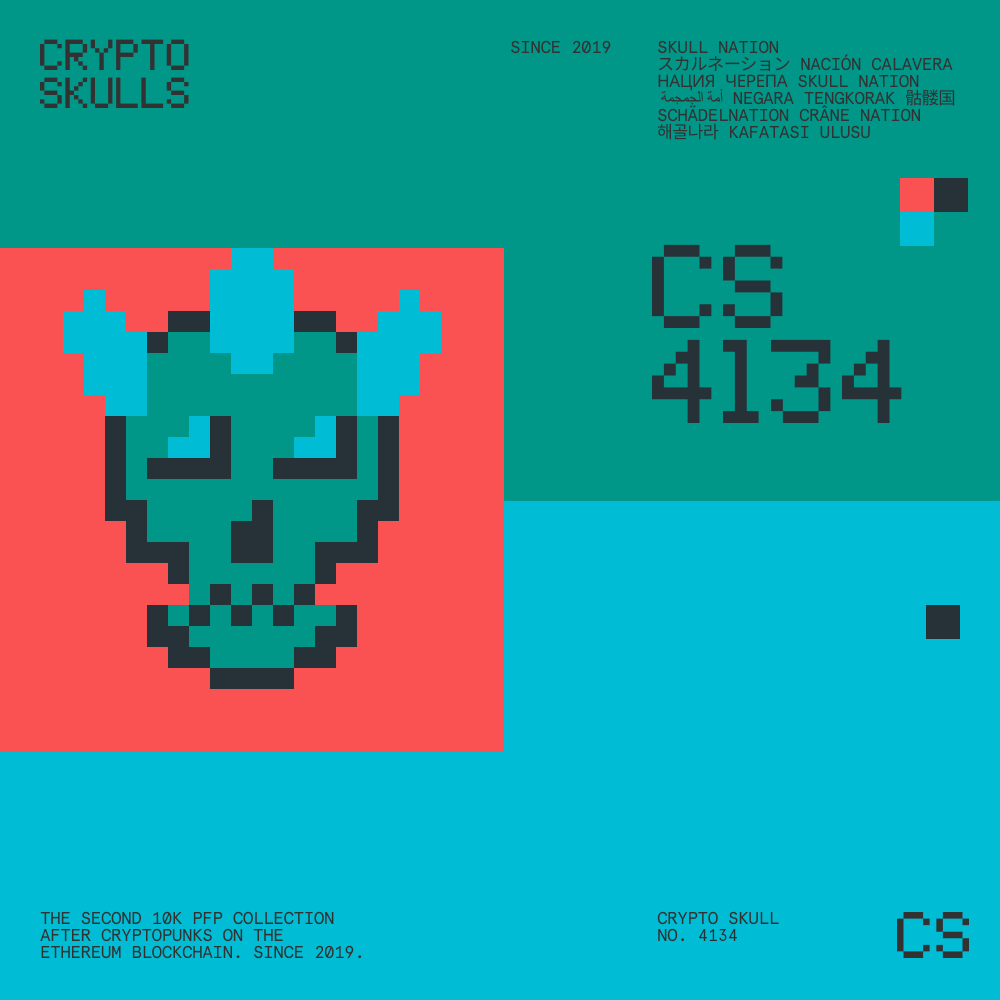 CRYPTO
SKULLS
SINCE 2019
SKULL NATION
スカルネーション NACIÓN CALAVERA
НАЦИЯ ЧЕРЕПА SKULL NATION
أمة الجمجمة NEGARA TENGKORAK 骷髅国
SCHÄDELNATION CRÂNE NATION
해골나라 KAFATASI ULUSU
CS
4134
THE SECOND 10K PFP COLLECTION
AFTER CRYPTOPUNKS ON THE
ETHEREUM BLOCKCHAIN. SINCE 2019.
CRYPTO SKULL
NO. 4134
CS